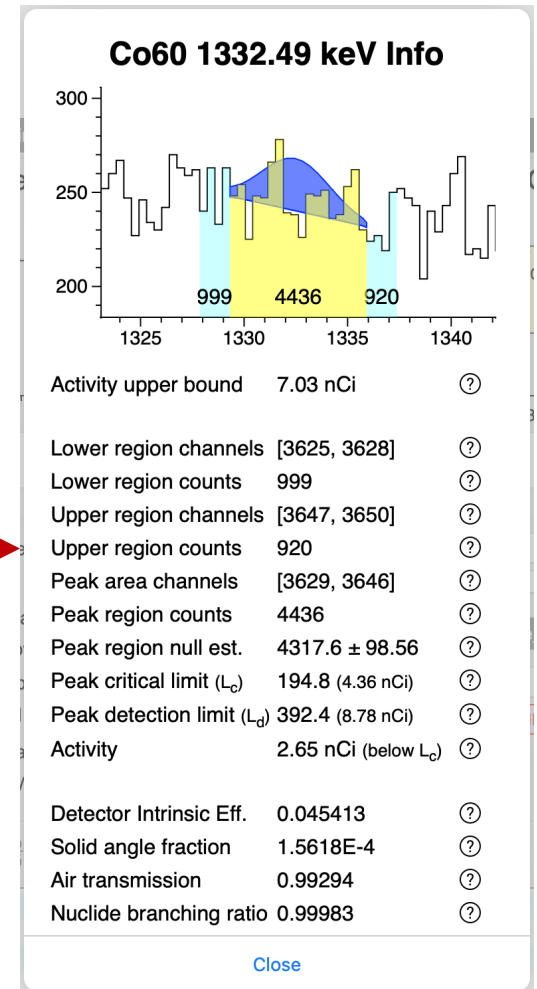 Co60 1332.49 keV Info
300
250
200
999 4436 920
1325 1330 1335 1340
Activity upper bound 7.03 nCi ?
Lower region channels [3625, 3628] ?
Lower region counts 999 ?
Upper region channels [3647, 3650] ?
Upper region counts 920 ?
Peak area channels [3629, 3646] ?
Peak region counts 4436 ?
Peak region null est. 4317.6 ± 98.56 ?
Peak critical limit (Lc) 194.8 (4.36 nCi) ?
Peak detection limit (Ld) 392.4 (8.78 nCi) ?
Activity 2.65 nCi (below Lc) ?
Detector Intrinsic Eff. 0.045413 ?
Solid angle fraction 1.5618E-4 ?
Air transmission 0.99294 ?
Nuclide branching ratio 0.99983 ?
Close